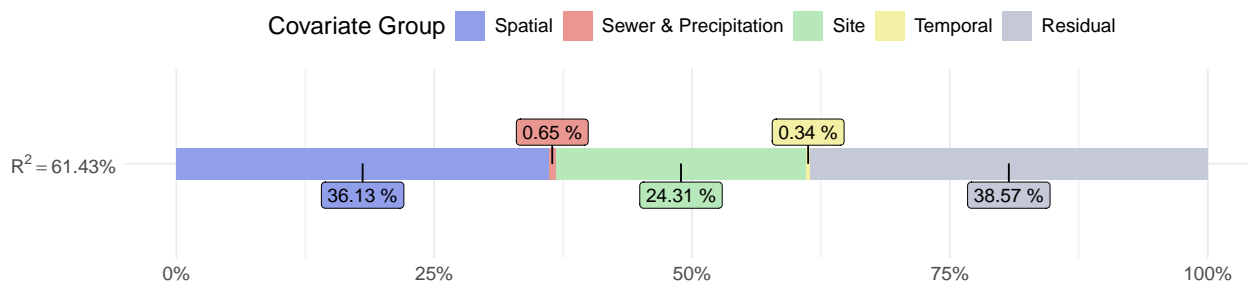 Covariate Group Spatial Sewer & Precipitation Site Temporal Residual
0.65 % 0.34 %
R² = 61.43%
36.13 % 24.31 % 38.57 %
0% 25% 50% 75% 100%